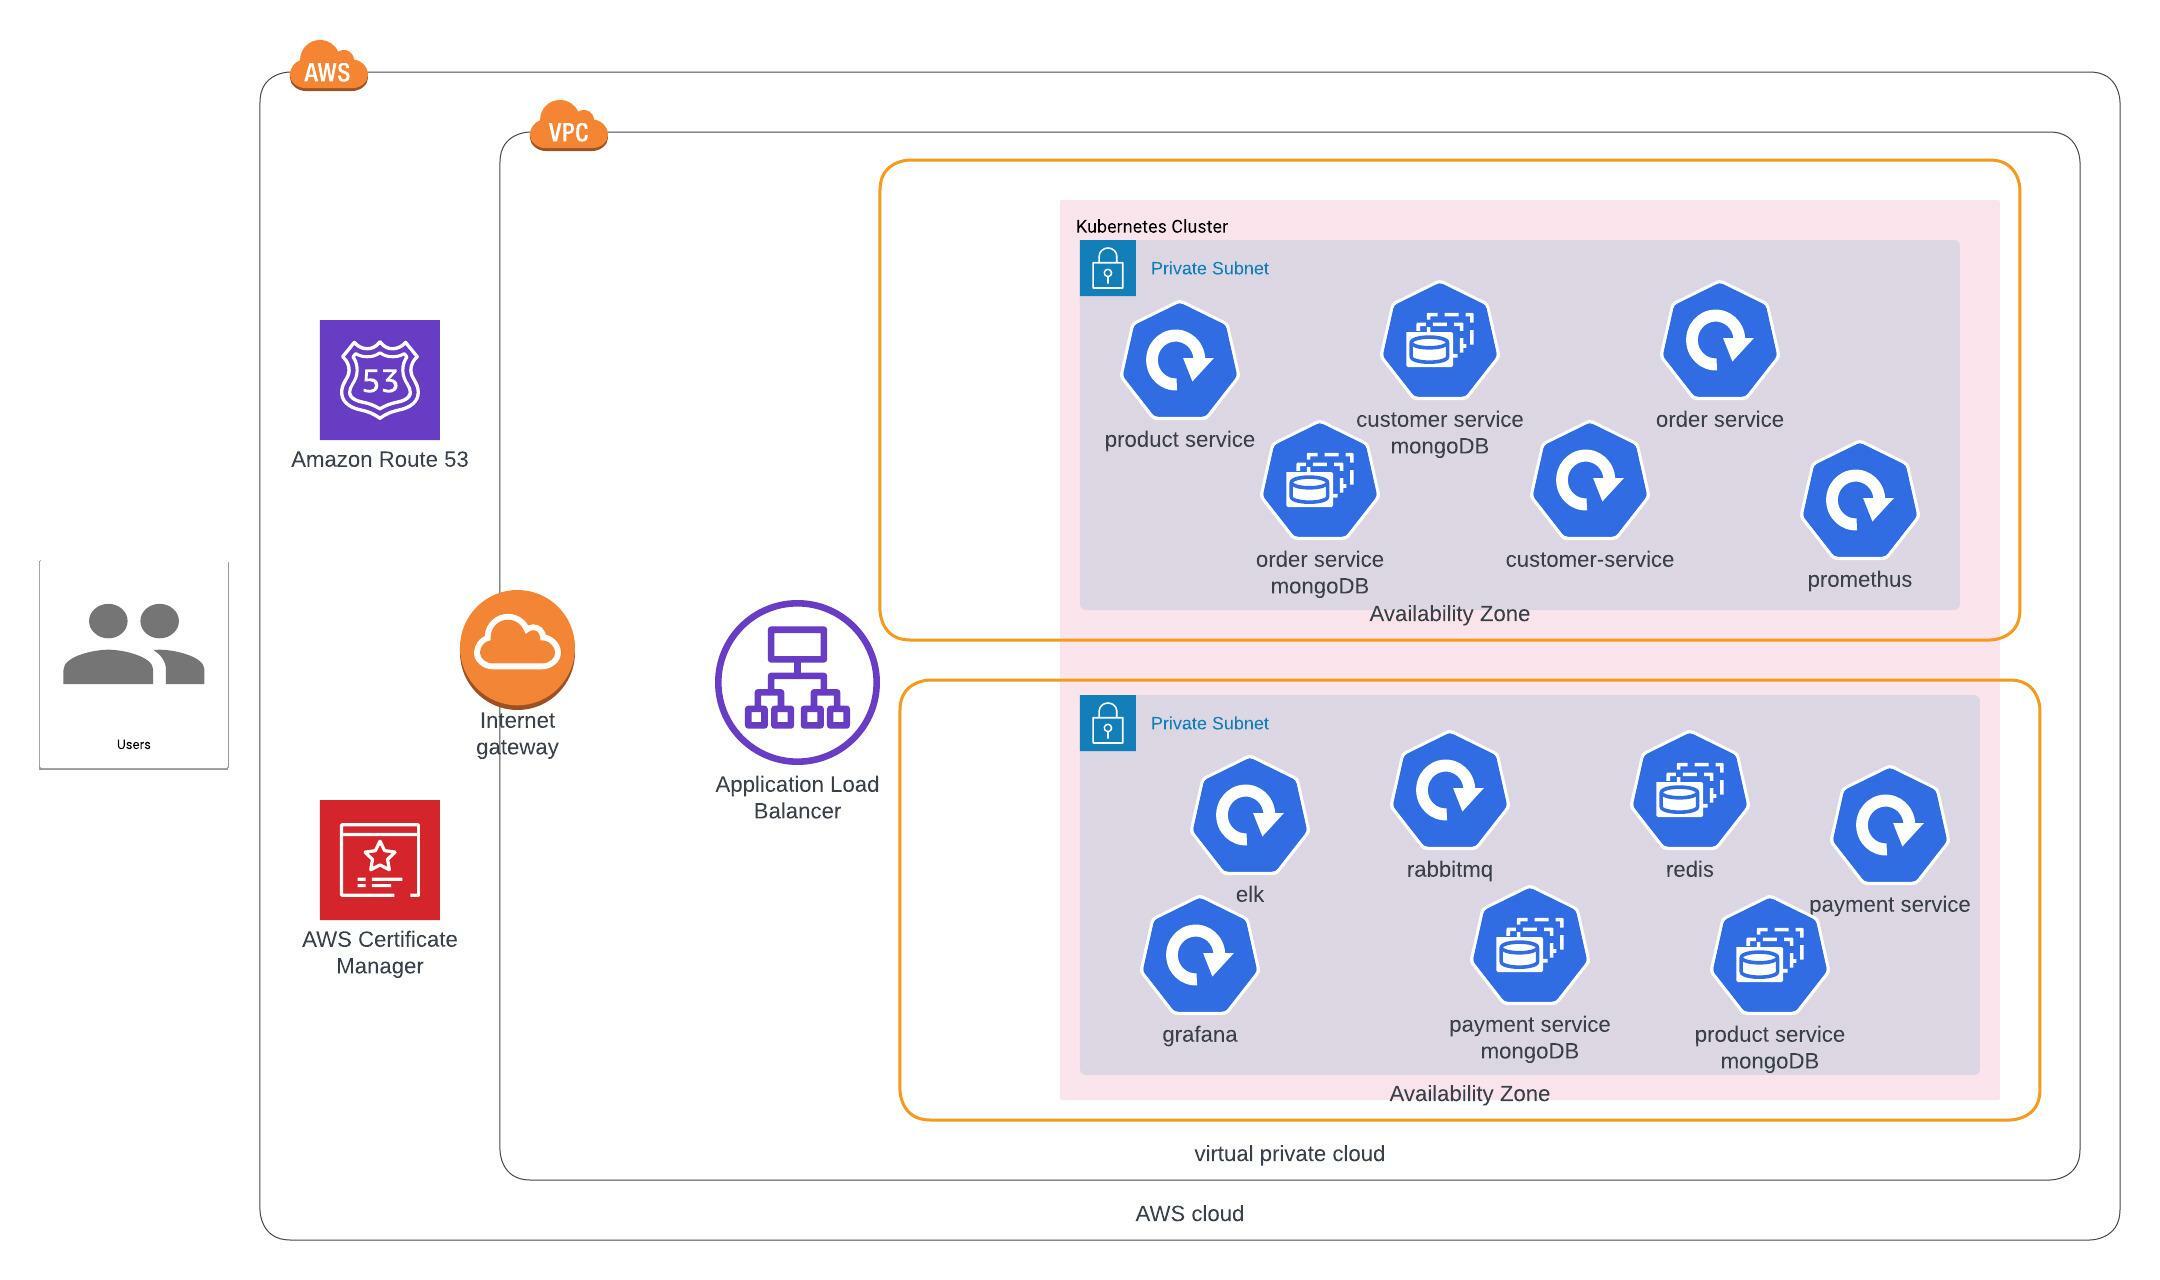 AWS
VPC
Kubernetes Cluster
Private Subnet
product service
customer service
mongoDB
order service
order service
mongoDB
customer-service
promethus
Availability Zone
53
Amazon Route 53
Users
Internet
gateway
Application Load
Balancer
AWS Certificate
Manager
Private Subnet
elk
rabbitmq
redis
payment service
grafana
payment service
mongoDB
product service
mongoDB
Availability Zone
virtual private cloud
AWS cloud